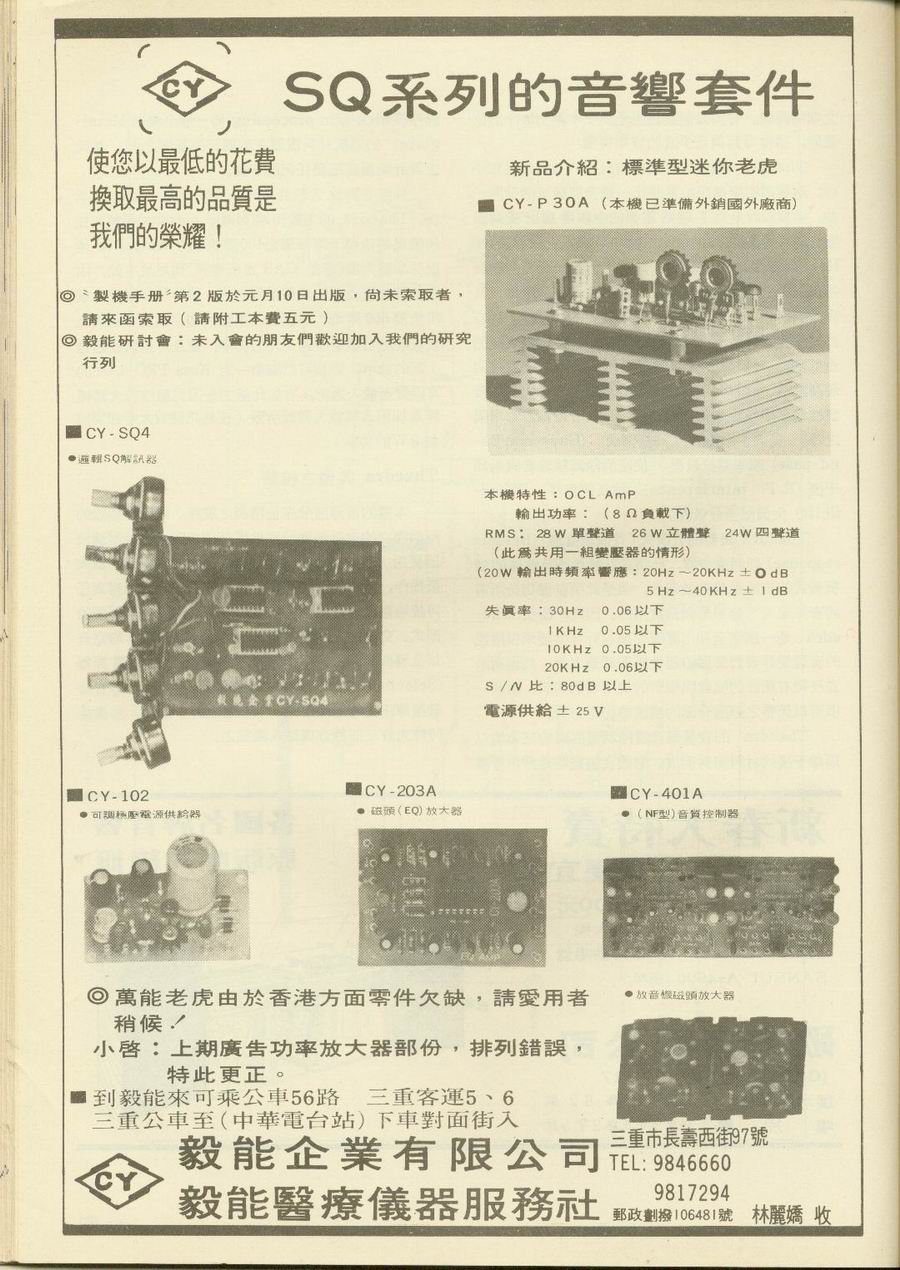 CY
SQ系列的音響套件
使您以最低的花費
換取最高的品質是
我們的榮耀！
◎〝製機手册〞第2版於元月10日出版，尚未索取者，
請來函索取（請附工本費五元）
◎毅能研討會：未入會的朋友們歡迎加入我們的研究
行列
新品介紹：標準型迷你老虎
■ CY-P30A（本機已準備外銷國外廠商）
本機特性：OCL AmP
輸出功率：（8Ω負載下）
RMS： 28W單聲道 26W立體聲 24W四聲道
（此爲共用一組變壓器的情形）
(20W輸出時頻率響應：20Hz～20KHz ± 0dB
5Hz～40KHz ± 1dB
失眞率：30Hz 0.06以下
1KHz 0.05以下
10KHz 0.05以下
20KHz 0.06以下
S/N 比：80dB以上
電源供給 ± 25V
■ CY-SQ4
●邏輯SQ解訊器
毅能企業CY-SQ4
■ CY-102
●可調穩壓電源供給器
■ CY-203A
●磁頭（EQ）放大器
EQ AMP
■ CY-401A
●（NF型）音質控制器
●放音機磁頭放大器
◎萬能老虎由於香港方面零件欠缺，請愛用者
稍候！
小啓：上期廣告功率放大器部份，排列錯誤，
特此更正。
■到毅能來可乘公車56路 三重客運5、6
三重公車至（中華電台站）下車對面街入
CY
毅能企業有限公司
毅能醫療儀器服務社
三重市長壽西街97號
TEL: 9846660
9817294
郵政劃撥106481號 林麗嬌 收